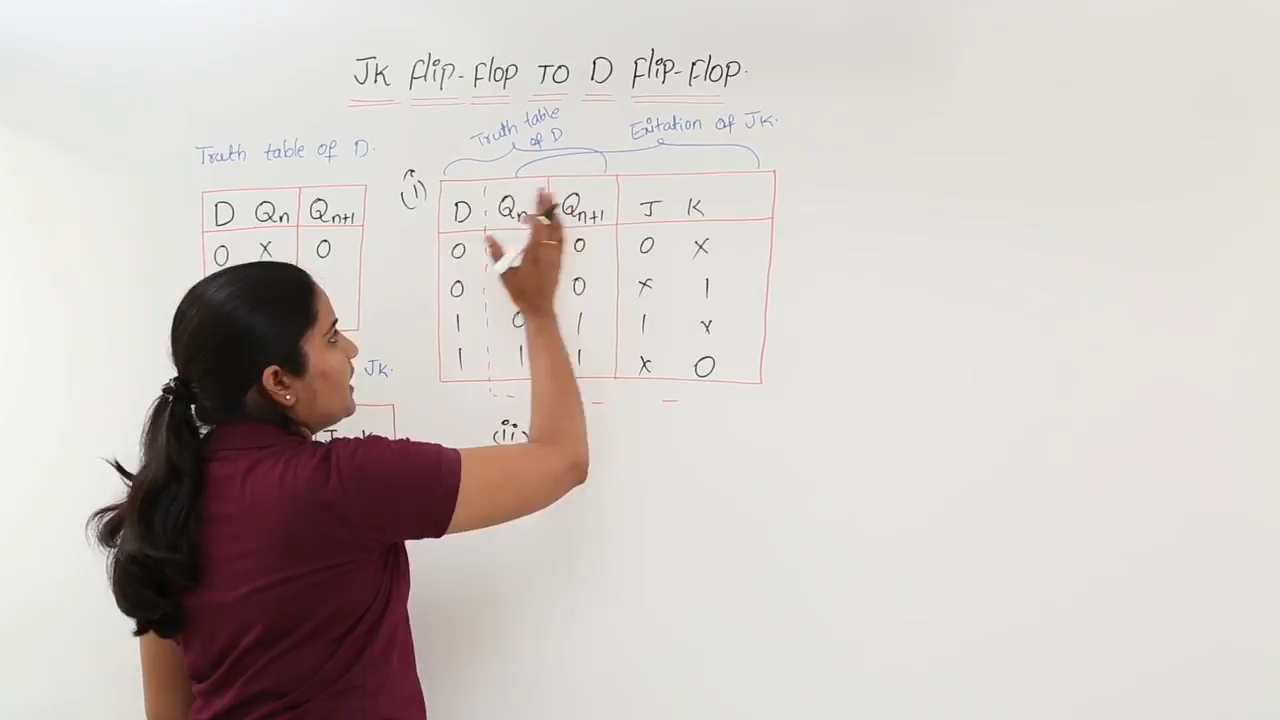 JK flip-flop TO D flip-flop.
Truth table of D.
D Qn Qn+1
0 x 0
JK.
J K
Truth table
of D
Exitation of JK.
(i)
D Qn Qn+1 J K
0 0 0 x
0 0 x 1
1 0 1 1 x
1 1 1 x 0
(ii)